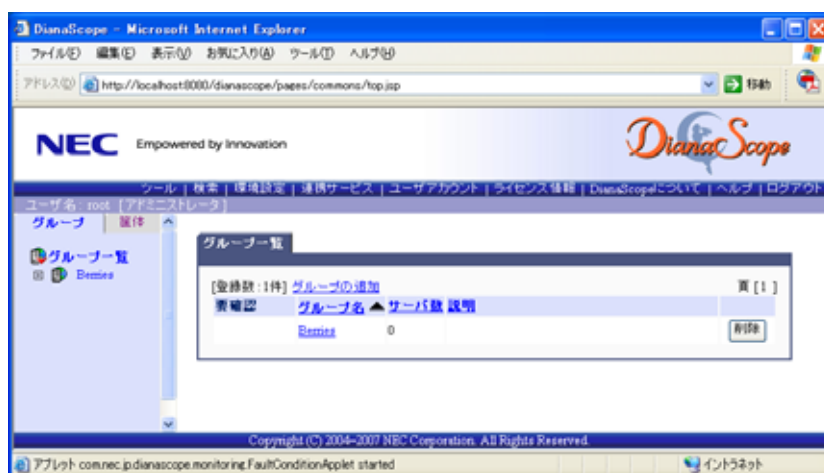 DianaScope - Microsoft Internet Explorer
ファイル(F) 編集(E) 表示(V) お気に入り(A) ツール(T) ヘルプ(H)
アドレス(D) http://localhost:8080/dianascope/pages/commons/top.jsp 移動
NEC Empowered by Innovation DianaScope
ツール | 検索 | 環境設定 | 連携サービス | ユーザアカウント | ライセンス情報 | DianaScopeについて | ヘルプ | ログアウト
ユーザ名 : root [アドミニストレータ]
グループ 筐体
グループ一覧
Berries
グループ一覧
[登録数 : 1件] グループの追加 頁 [ 1 ]
要確認 グループ名 ▲ サーバ数 説明
Berries 0 削除
Copyright (C) 2004-2007 NEC Corporation. All Rights Reserved.
アプレット com.nec.jp.dianascope.monitoring.FaultConditionApplet started イントラネット